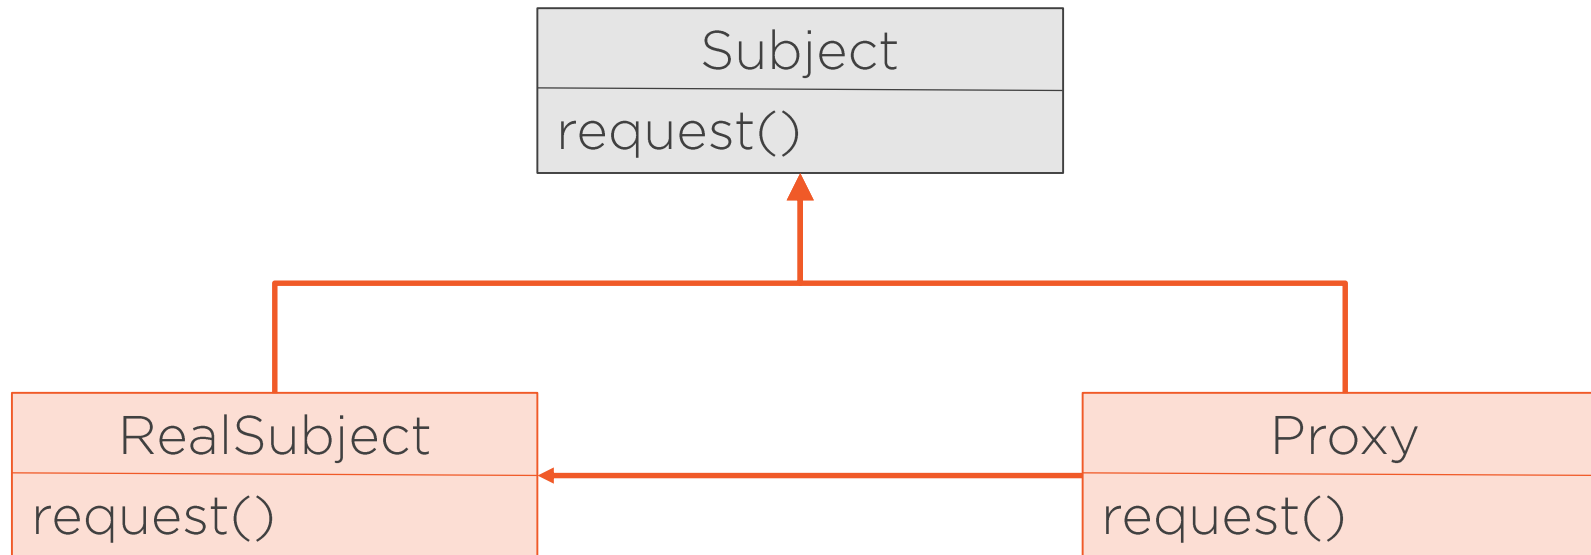 Subject
request()
RealSubject
request()
Proxy
request()